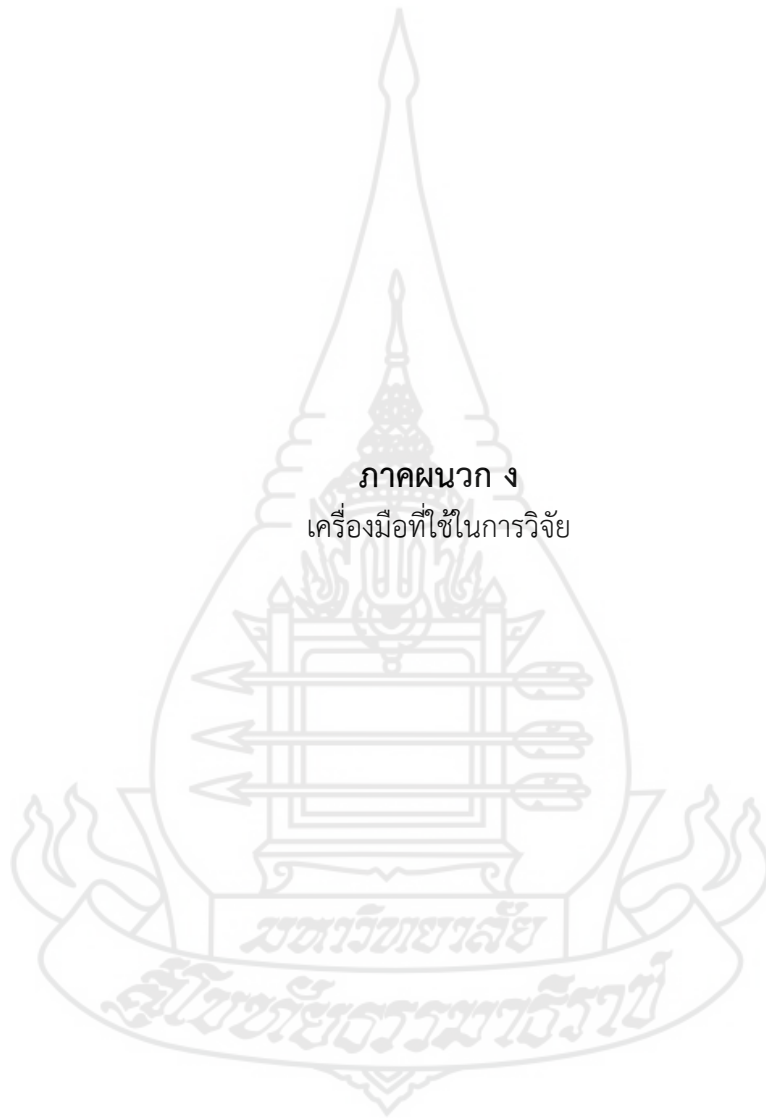 ภาคผนวก ง
เครื่องมือที่ใช้ในการวิจัย
มหาวิทยาลัย
สุโขทัยธรรมาธิราช